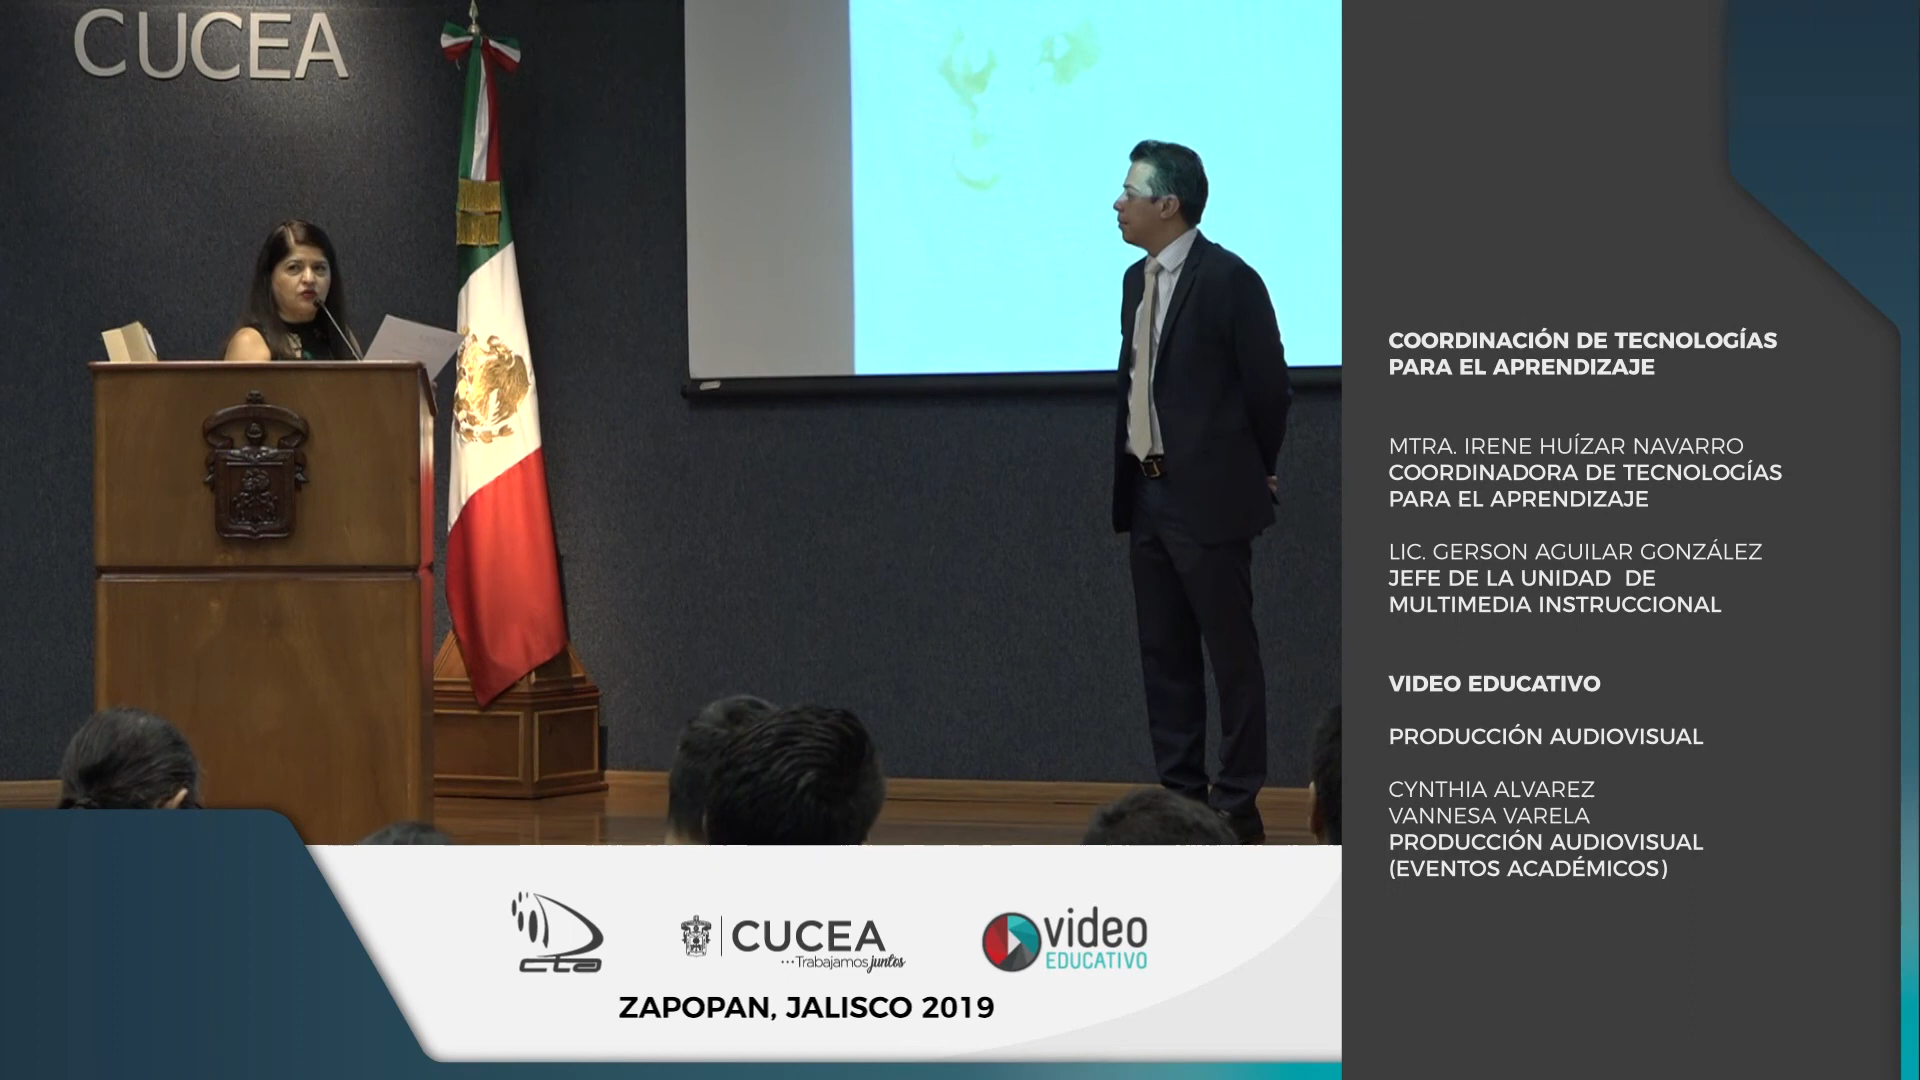 CUCEA
COORDINACIÓN DE TECNOLOGÍAS
PARA EL APRENDIZAJE
MTRA. IRENE HUÍZAR NAVARRO
COORDINADORA DE TECNOLOGÍAS
PARA EL APRENDIZAJE
LIC. GERSON AGUILAR GONZÁLEZ
JEFE DE LA UNIDAD DE
MULTIMEDIA INSTRUCCIONAL
VIDEO EDUCATIVO
PRODUCCIÓN AUDIOVISUAL
CYNTHIA ALVAREZ
VANNESA VARELA
PRODUCCIÓN AUDIOVISUAL
(EVENTOS ACADÉMICOS)
cta
CUCEA
...Trabajamos juntos
video
EDUCATIVO
ZAPOPAN, JALISCO 2019